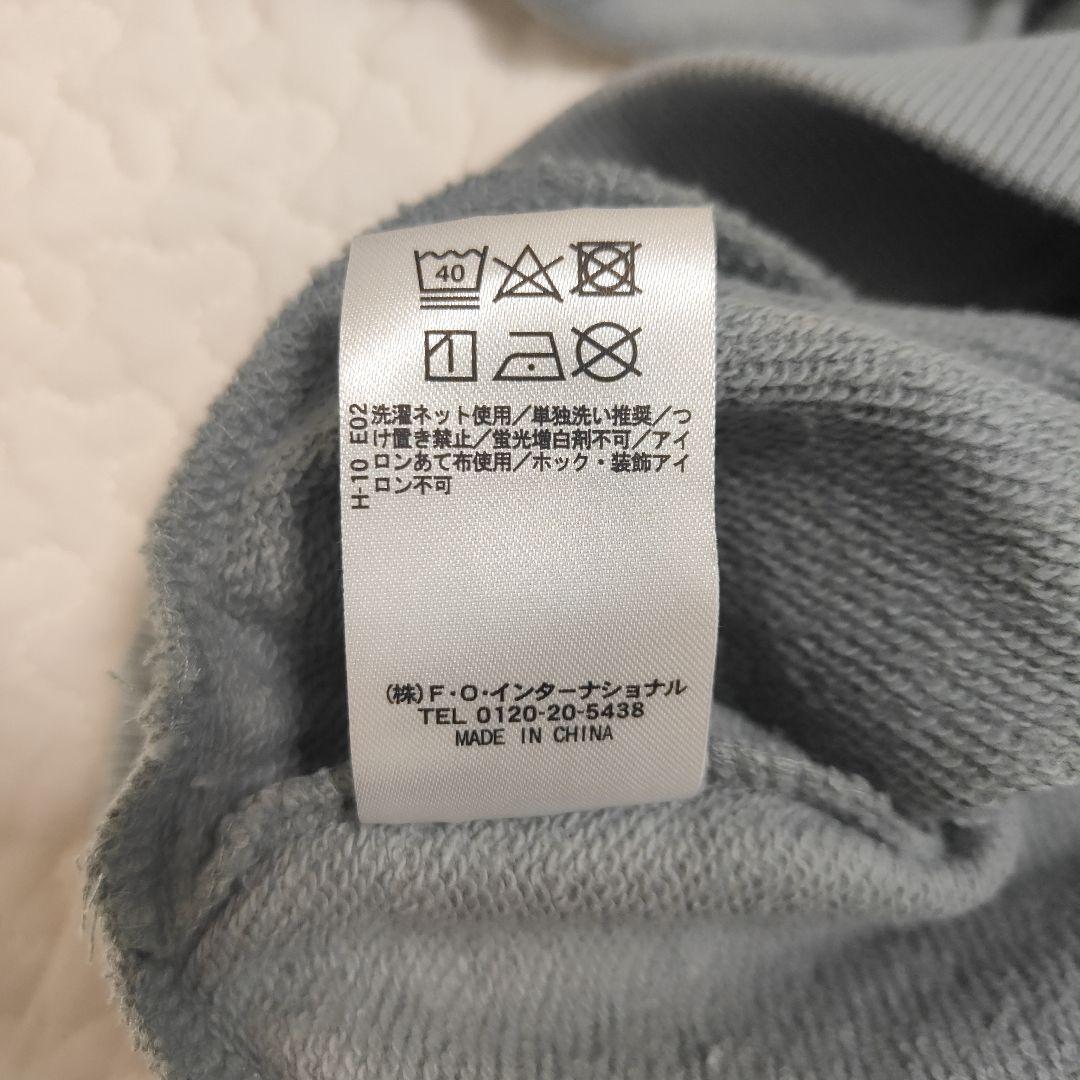 40
洗濯ネット使用／単独洗い推奨／つ
け置き禁止／蛍光増白剤不可／アイ
ロンあて布使用／ホック・装飾アイ
ロン不可
H-10 E02
(株)F・O・インターナショナル
TEL 0120-20-5438
MADE IN CHINA